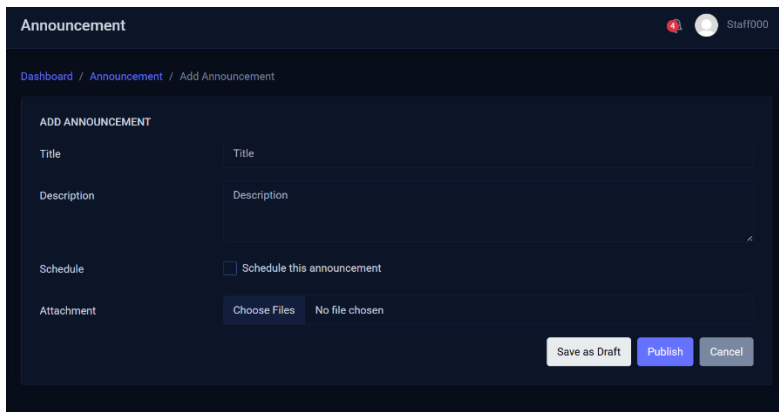 Announcement
4
Staff000
Dashboard / Announcement / Add Announcement
ADD ANNOUNCEMENT
Title
Title
Description
Description
Schedule
Schedule this announcement
Attachment
Choose Files No file chosen
Save as Draft
Publish
Cancel